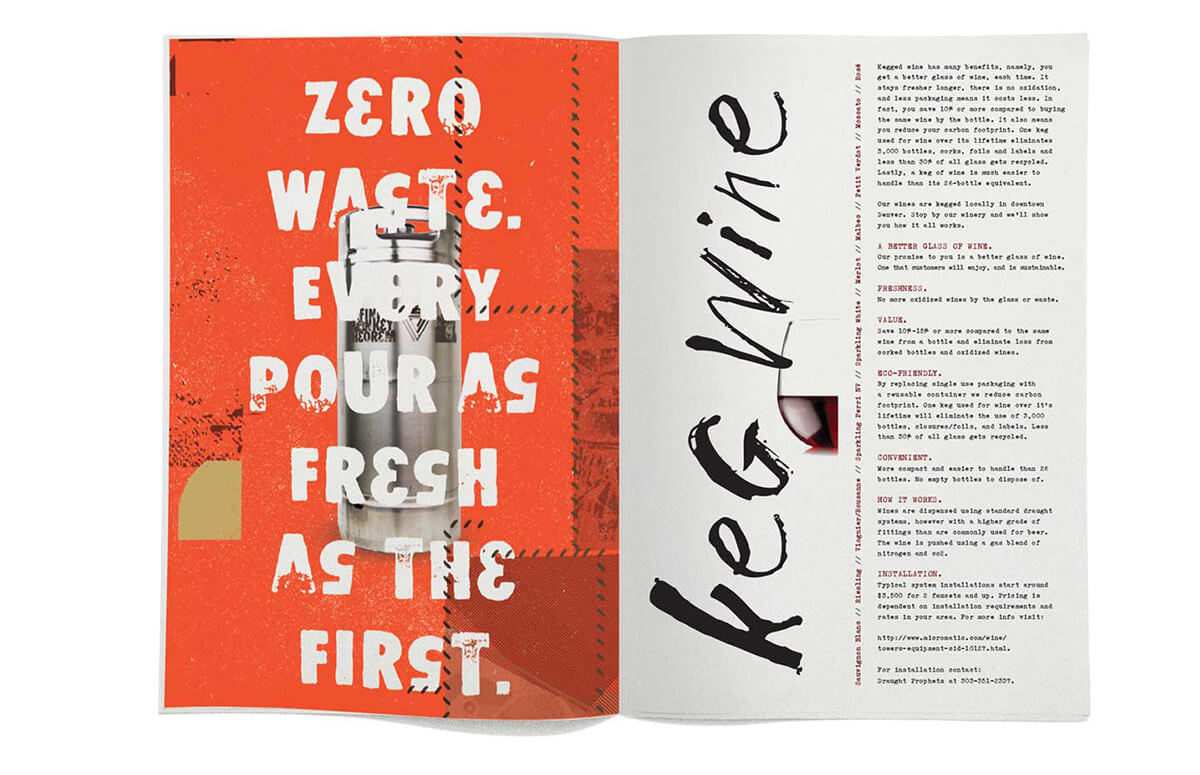 ZERO
WASTE.
EVERY
POUR AS
FRESH
AS THE
FIRST.
THE
INFINITE
MONKEY
THEOREM
Keg Wine
Sauvignon Blanc // Riesling // Viognier/Rousanne // Sparkling Perri NV // Sparkling White // Merlot // Malbec // Petit Verdot // Moscato // Rosé
Kegged wine has many benefits, namely, you
get a better glass of wine, each time. It
stays fresher longer, there is no oxidation,
and less packaging means it costs less. In
fact, you save 10% or more compared to buying
the same wine by the bottle. It also means
you reduce your carbon footprint. One keg
used for wine over its lifetime eliminates
3,000 bottles, corks, foils and labels and
less than 30% of all glass gets recycled.
Lastly, a keg of wine is much easier to
handle than its 26-bottle equivalent.
Our wines are kegged locally in downtown
Denver. Stop by our winery and we'll show
you how it all works.
A BETTER GLASS OF WINE.
Our promise to you is a better glass of wine.
One that customers will enjoy, and is sustainable.
FRESHNESS.
No more oxidized wines by the glass or waste.
VALUE.
Save 10%-15% or more compared to the same
wine from a bottle and eliminate loss from
corked bottles and oxidized wines.
ECO-FRIENDLY.
By replacing single use packaging with
a reusable container we reduce carbon
footprint. One keg used for wine over it's
lifetime will eliminate the use of 3,000
bottles, closures/foils, and labels. Less
than 30% of all glass gets recycled.
CONVENIENT.
More compact and easier to handle than 26
bottles. No empty bottles to dispose of.
HOW IT WORKS.
Wines are dispensed using standard draught
systems, however with a higher grade of
fittings than are commonly used for beer.
The wine is pushed using a gas blend of
nitrogen and co2.
INSTALLATION.
Typical system installations start around
$3,500 for 2 faucets and up. Pricing is
dependent on installation requirements and
rates in your area. For more info visit:
http://www.micromatic.com/wine/
towers-equipment-cid-10127.html.
For installation contact:
Draught Prophets at 303-351-2337.